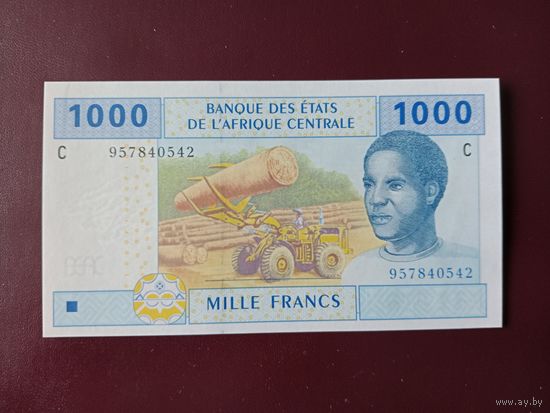 1000
BANQUE DES ÉTATS
DE L'AFRIQUE CENTRALE
1000
C 957840542
C
957840542
MILLE FRANCS
www.ay.by